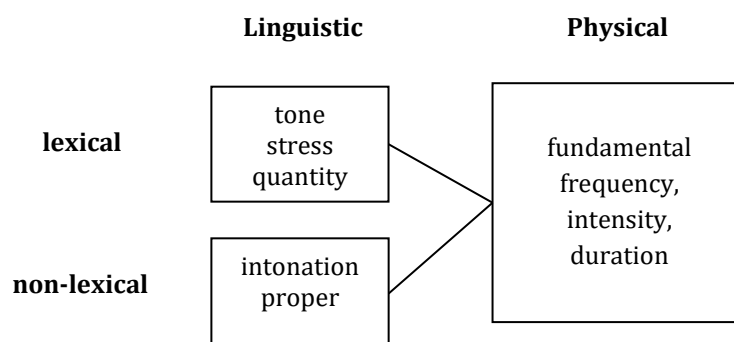 Linguistic Physical
lexical
tone
stress
quantity
non-lexical
intonation
proper
fundamental
frequency,
intensity,
duration